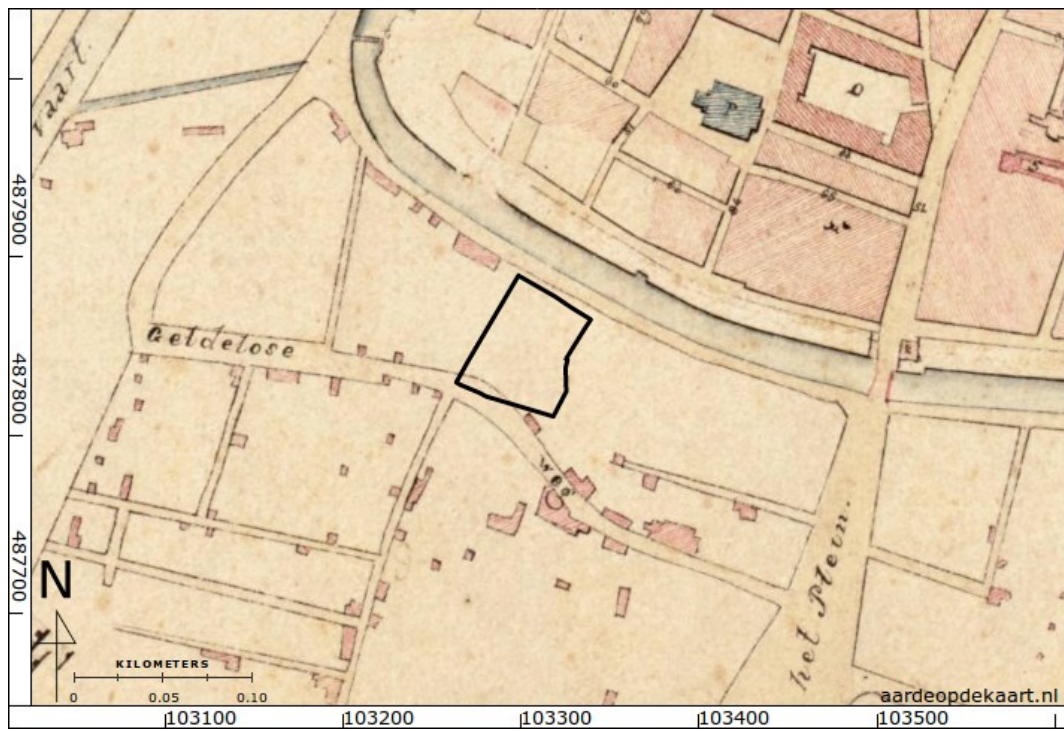 Vaart.
Q
P
S
Geldelose
weg
het Plein.
487900
487800
487700
N
KILOMETERS
0 0.05 0.10
aardeopdekaart.nl
103100 103200 103300 103400 103500